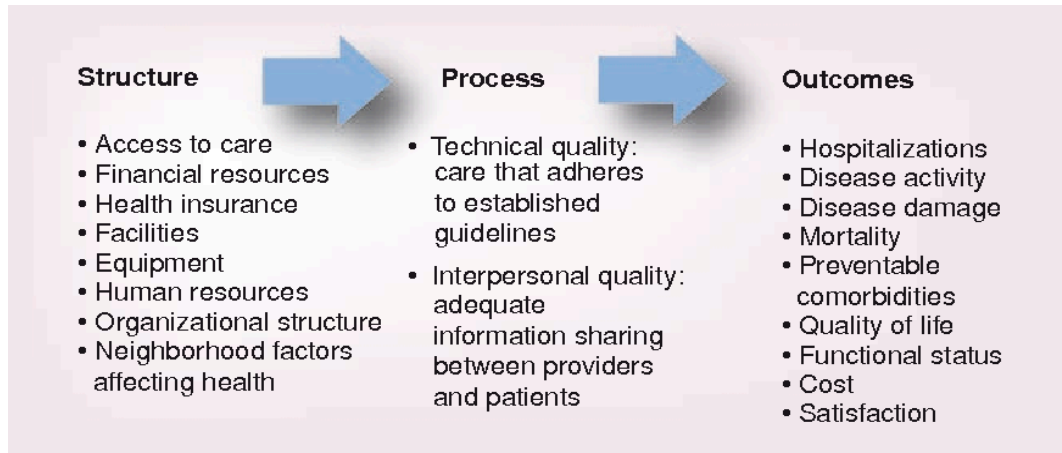 Structure
• Access to care
• Financial resources
• Health insurance
• Facilities
• Equipment
• Human resources
• Organizational structure
• Neighborhood factors
affecting health
Process
• Technical quality:
care that adheres
to established
guidelines
• Interpersonal quality:
adequate
information sharing
between providers
and patients
Outcomes
• Hospitalizations
• Disease activity
• Disease damage
• Mortality
• Preventable
comorbidities
• Quality of life
• Functional status
• Cost
• Satisfaction